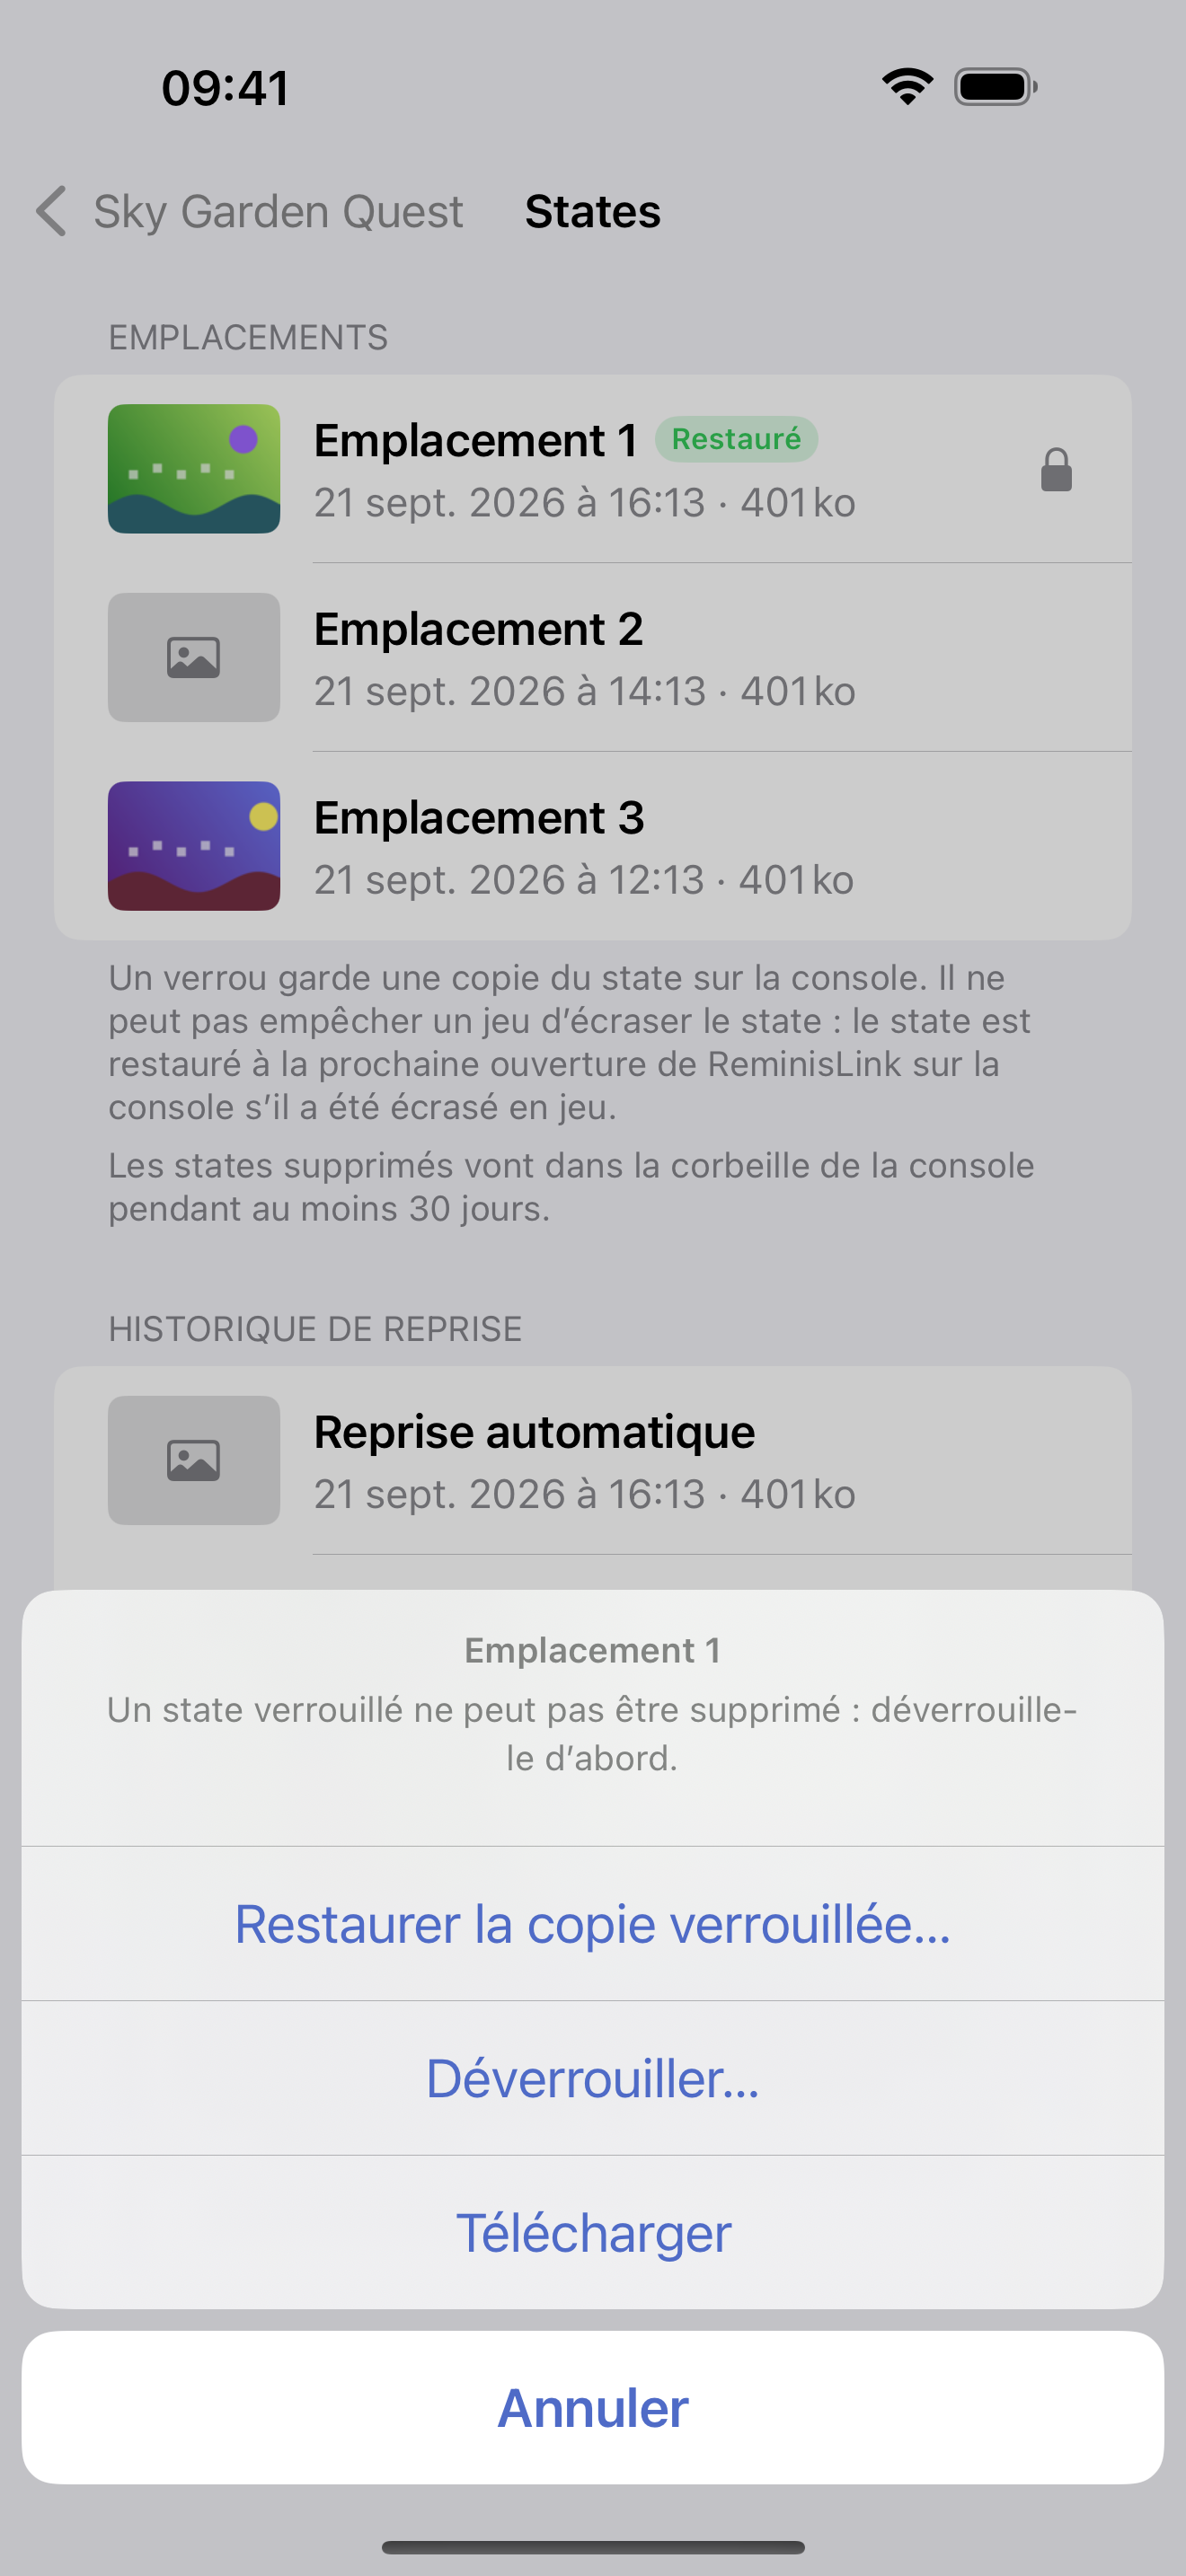 09:41
Sky Garden Quest
States
EMPLACEMENTS
Emplacement 1 Restauré
21 sept. 2026 à 16:13 · 401 ko
Emplacement 2
21 sept. 2026 à 14:13 · 401 ko
Emplacement 3
21 sept. 2026 à 12:13 · 401 ko
Un verrou garde une copie du state sur la console. Il ne
peut pas empêcher un jeu d’écraser le state : le state est
restauré à la prochaine ouverture de ReminisLink sur la
console s’il a été écrasé en jeu.
Les states supprimés vont dans la corbeille de la console
pendant au moins 30 jours.
HISTORIQUE DE REPRISE
Reprise automatique
21 sept. 2026 à 16:13 · 401 ko
Emplacement 1
Un state verrouillé ne peut pas être supprimé : déverrouille-
le d’abord.
Restaurer la copie verrouillée...
Déverrouiller...
Télécharger
Annuler